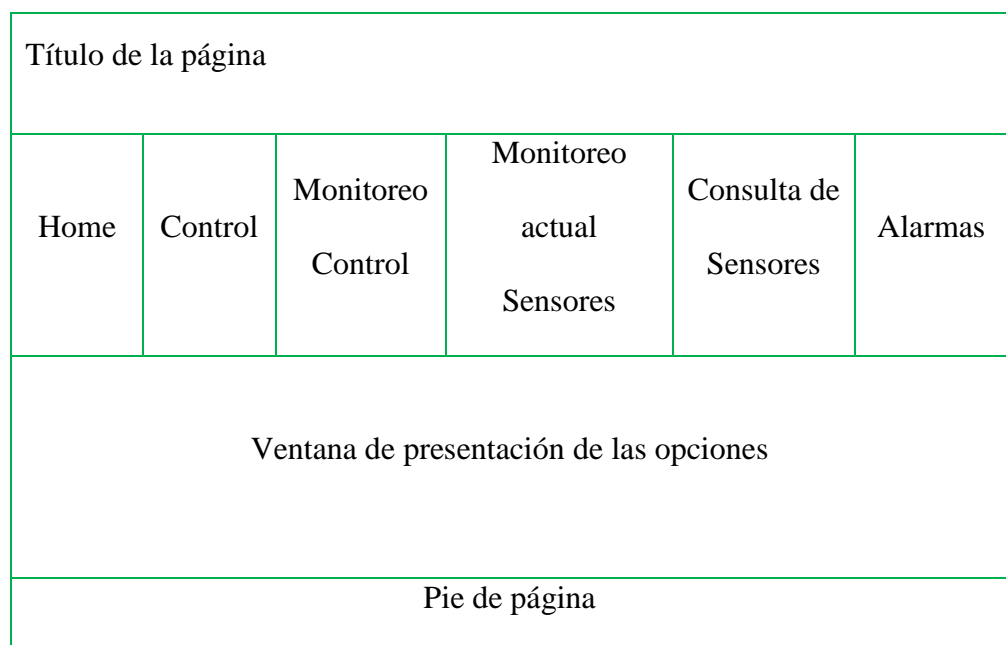 Título de la página
Home
Control
Monitoreo
Control
Monitoreo
actual
Sensores
Consulta de
Sensores
Alarmas
Ventana de presentación de las opciones
Pie de página